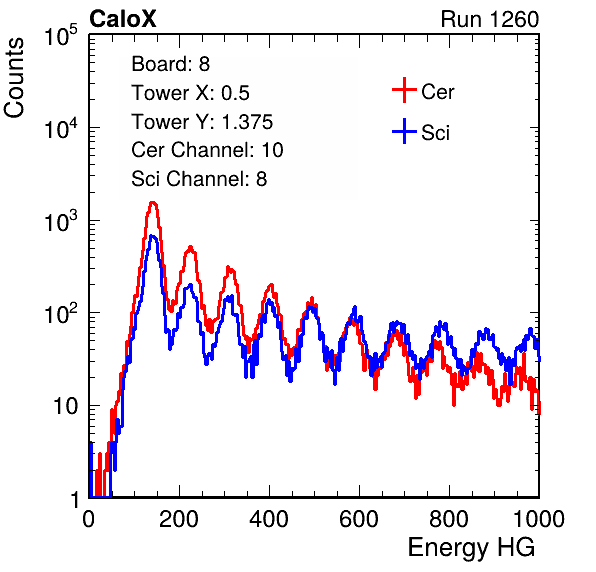 CaloX Run 1260
Counts
10^5
10^4
10^3
10^2
10
1
Board: 8
Tower X: 0.5
Tower Y: 1.375
Cer Channel: 10
Sci Channel: 8
Cer
Sci
0 200 400 600 800 1000
Energy HG